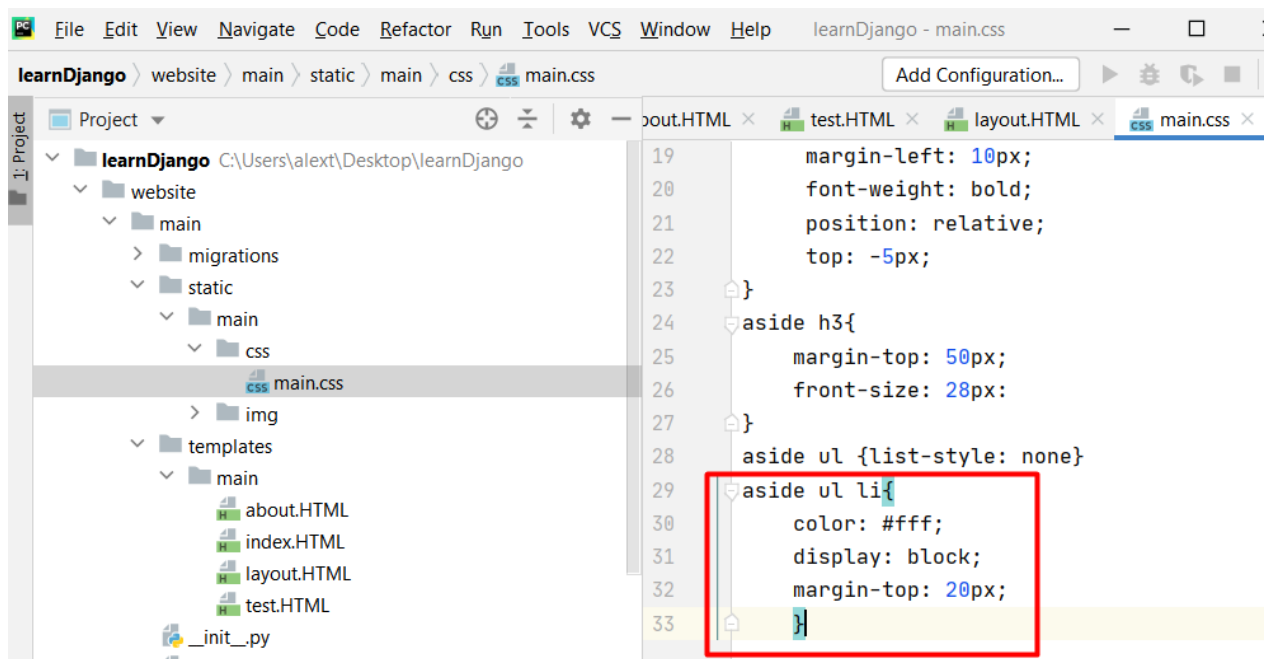 PC File Edit View Navigate Code Refactor Run Tools VCS Window Help learnDjango - main.css
learnDjango website main static main css main.css Add Configuration...
1: Project
Project
learnDjango C:\Users\alext\Desktop\learnDjango
website
main
migrations
static
main
css
main.css
img
templates
main
about.HTML
index.HTML
layout.HTML
test.HTML
__init__.py
bout.HTML test.HTML layout.HTML main.css
19 margin-left: 10px;
20 font-weight: bold;
21 position: relative;
22 top: -5px;
23 }
24 aside h3{
25 margin-top: 50px;
26 front-size: 28px:
27 }
28 aside ul {list-style: none}
29 aside ul li{
30 color: #fff;
31 display: block;
32 margin-top: 20px;
33 }